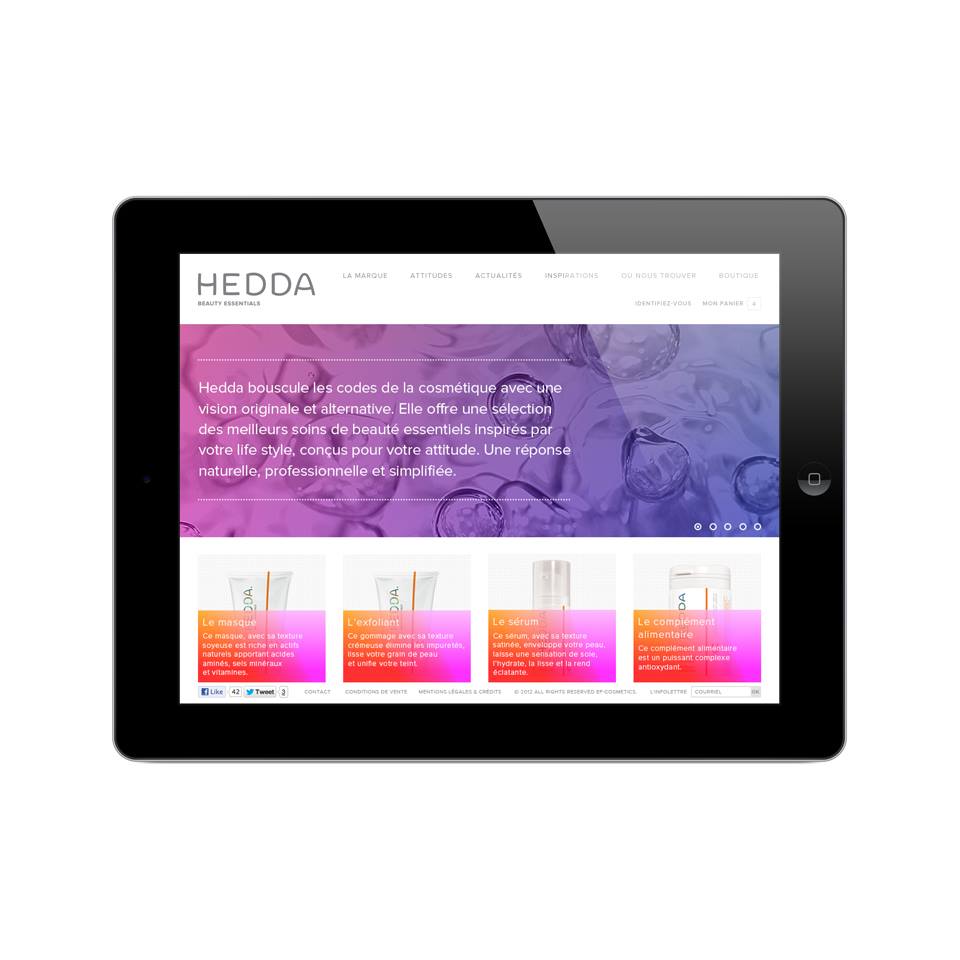 HEDDA
BEAUTY ESSENTIALS
LA MARQUE ATTITUDES ACTUALITÉS INSPIRATIONS OÙ NOUS TROUVER BOUTIQUE
IDENTIFIEZ-VOUS MON PANIER 4
Hedda bouscule les codes de la cosmétique avec une
vision originale et alternative. Elle offre une sélection
des meilleurs soins de beauté essentiels inspirés par
votre life style, conçus pour votre attitude. Une réponse
naturelle, professionnelle et simplifiée.
Le masque
Ce masque, avec sa texture
soyeuse est riche en actifs
naturels apportant acides
aminés, sels minéraux
et vitamines.
L'exfoliant
Ce gommage avec sa texture
crémeuse élimine les impuretés,
lisse votre grain de peau
et unifie votre teint.
Le sérum
Ce sérum, avec sa texture
satinée, enveloppe votre peau,
laisse une sensation de soie,
l'hydrate, la lisse et la rend
éclatante.
DDA
Le complément
alimentaire
Ce complément alimentaire
est un puissant complexe
antioxydant.
Like 42 Tweet 3 CONTACT CONDITIONS DE VENTE MENTIONS LÉGALES & CRÉDITS © 2012 ALL RIGHTS RESERVED EP-COSMETICS. L'INFOLETTRE COURRIEL OK